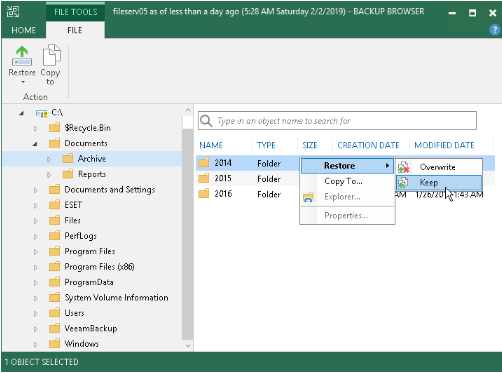 FILE TOOLS fileserv05 as of less than a day ago (5:28 AM Saturday 2/2/2019) - BACKUP BROWSER
HOME FILE
Restore Copy to
Action
C:\
$Recycle.Bin
Documents
Archive
Reports
Documents and Settings
ESET
Files
PerfLogs
Program Files
Program Files (x86)
ProgramData
System Volume Information
Users
VeeamBackup
Windows
Type in an object name to search for
NAME TYPE SIZE CREATION DATE MODIFIED DATE
2014 Folder
2015 Folder
2016 Folder
Restore
Copy To...
Explorer...
Properties...
Overwrite
Keep
1:43 AM
1 OBJECT SELECTED